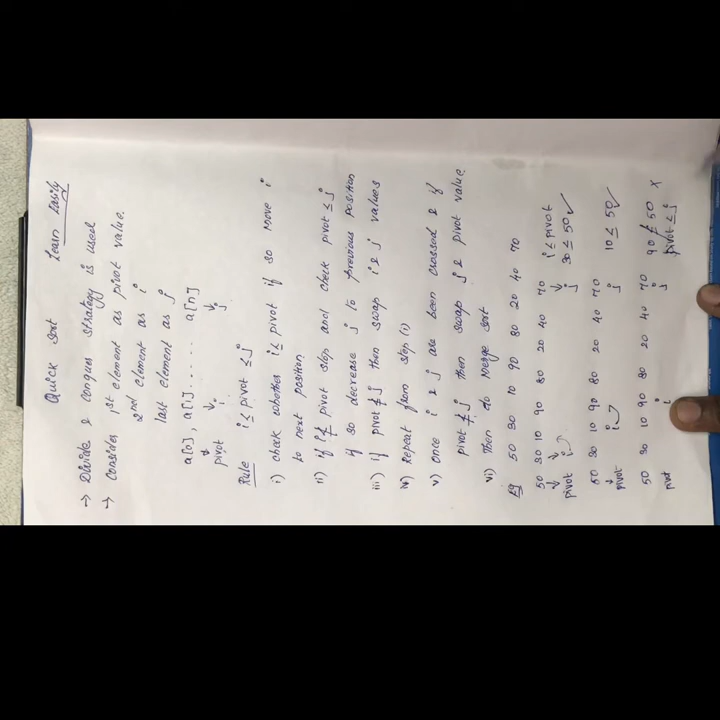 Quick Sort Learn Easily
→ Divide & Conques strategy is used
→ Consider 1st element as pivot value.
2nd element as i
last element as j
a[0], a[i] . . . . . a[n]
↓ ↓ ↓
pivot i j
Rule i ≤ pivot ≤ j
i) check whether i ≤ pivot if so move i
to next position
ii) if i ≰ pivot stop and check pivot ≤ j
if so decrease j to previous position
iii) if pivot ≰ j then swap i & j values
iv) Repeat from step (i)
v) once i & j are been crossed & if
pivot ≰ j then swap j & pivot value
vi) Then do Merge sort
Eg 50 30 10 90 80 20 40 70
50 30 10 90 80 20 40 70 i ≤ pivot
↓ ↓ ↓ 30 ≤ 50 ✓
pivot i j
50 30 10 90 80 20 40 70 10 ≤ 50 ✓
↓ i j
pivot
50 30 10 90 80 20 40 70 90 ≰ 50 ×
pivot i j pivot ≤ j